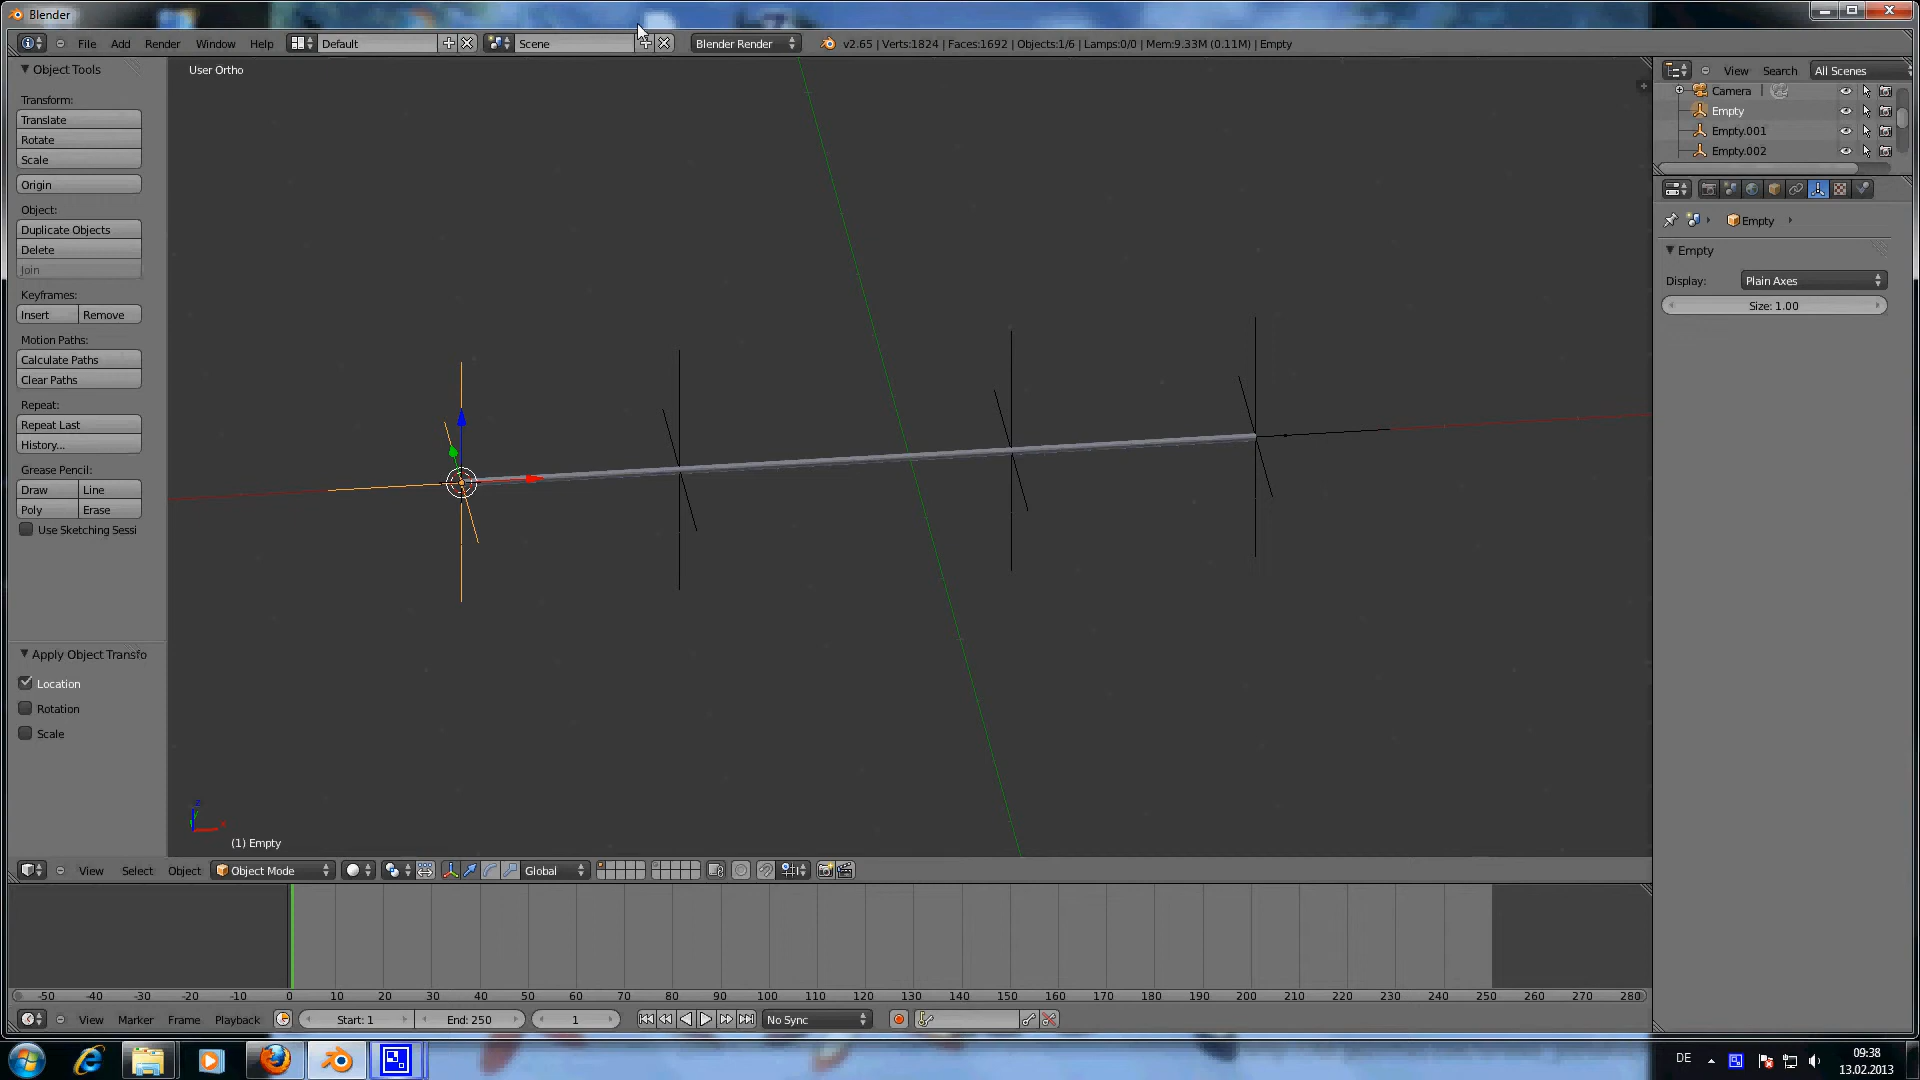 Blender
File Add Render Window Help Default Scene Blender Render v2.65 | Verts:1824 | Faces:1692 | Objects:1/6 | Lamps:0/0 | Mem:9.33M (0.11M) | Empty
Object Tools
User Ortho
Transform:
Translate
Rotate
Scale
Origin
Object:
Duplicate Objects
Delete
Join
Keyframes:
Insert Remove
Motion Paths:
Calculate Paths
Clear Paths
Repeat:
Repeat Last
History...
Grease Pencil:
Draw Line
Poly Erase
Use Sketching Sessi
Apply Object Transfo
Location
Rotation
Scale
z
x
(1) Empty
View Search All Scenes
Camera |
Empty
Empty.001
Empty.002
Empty
Empty
Display: Plain Axes
Size: 1.00
View Select Object Object Mode Global
-50 -40 -30 -20 -10 0 10 20 30 40 50 60 70 80 90 100 110 120 130 140 150 160 170 180 190 200 210 220 230 240 250 260 270 280
View Marker Frame Playback Start: 1 End: 250 1 No Sync
DE 09:38
13.02.2013